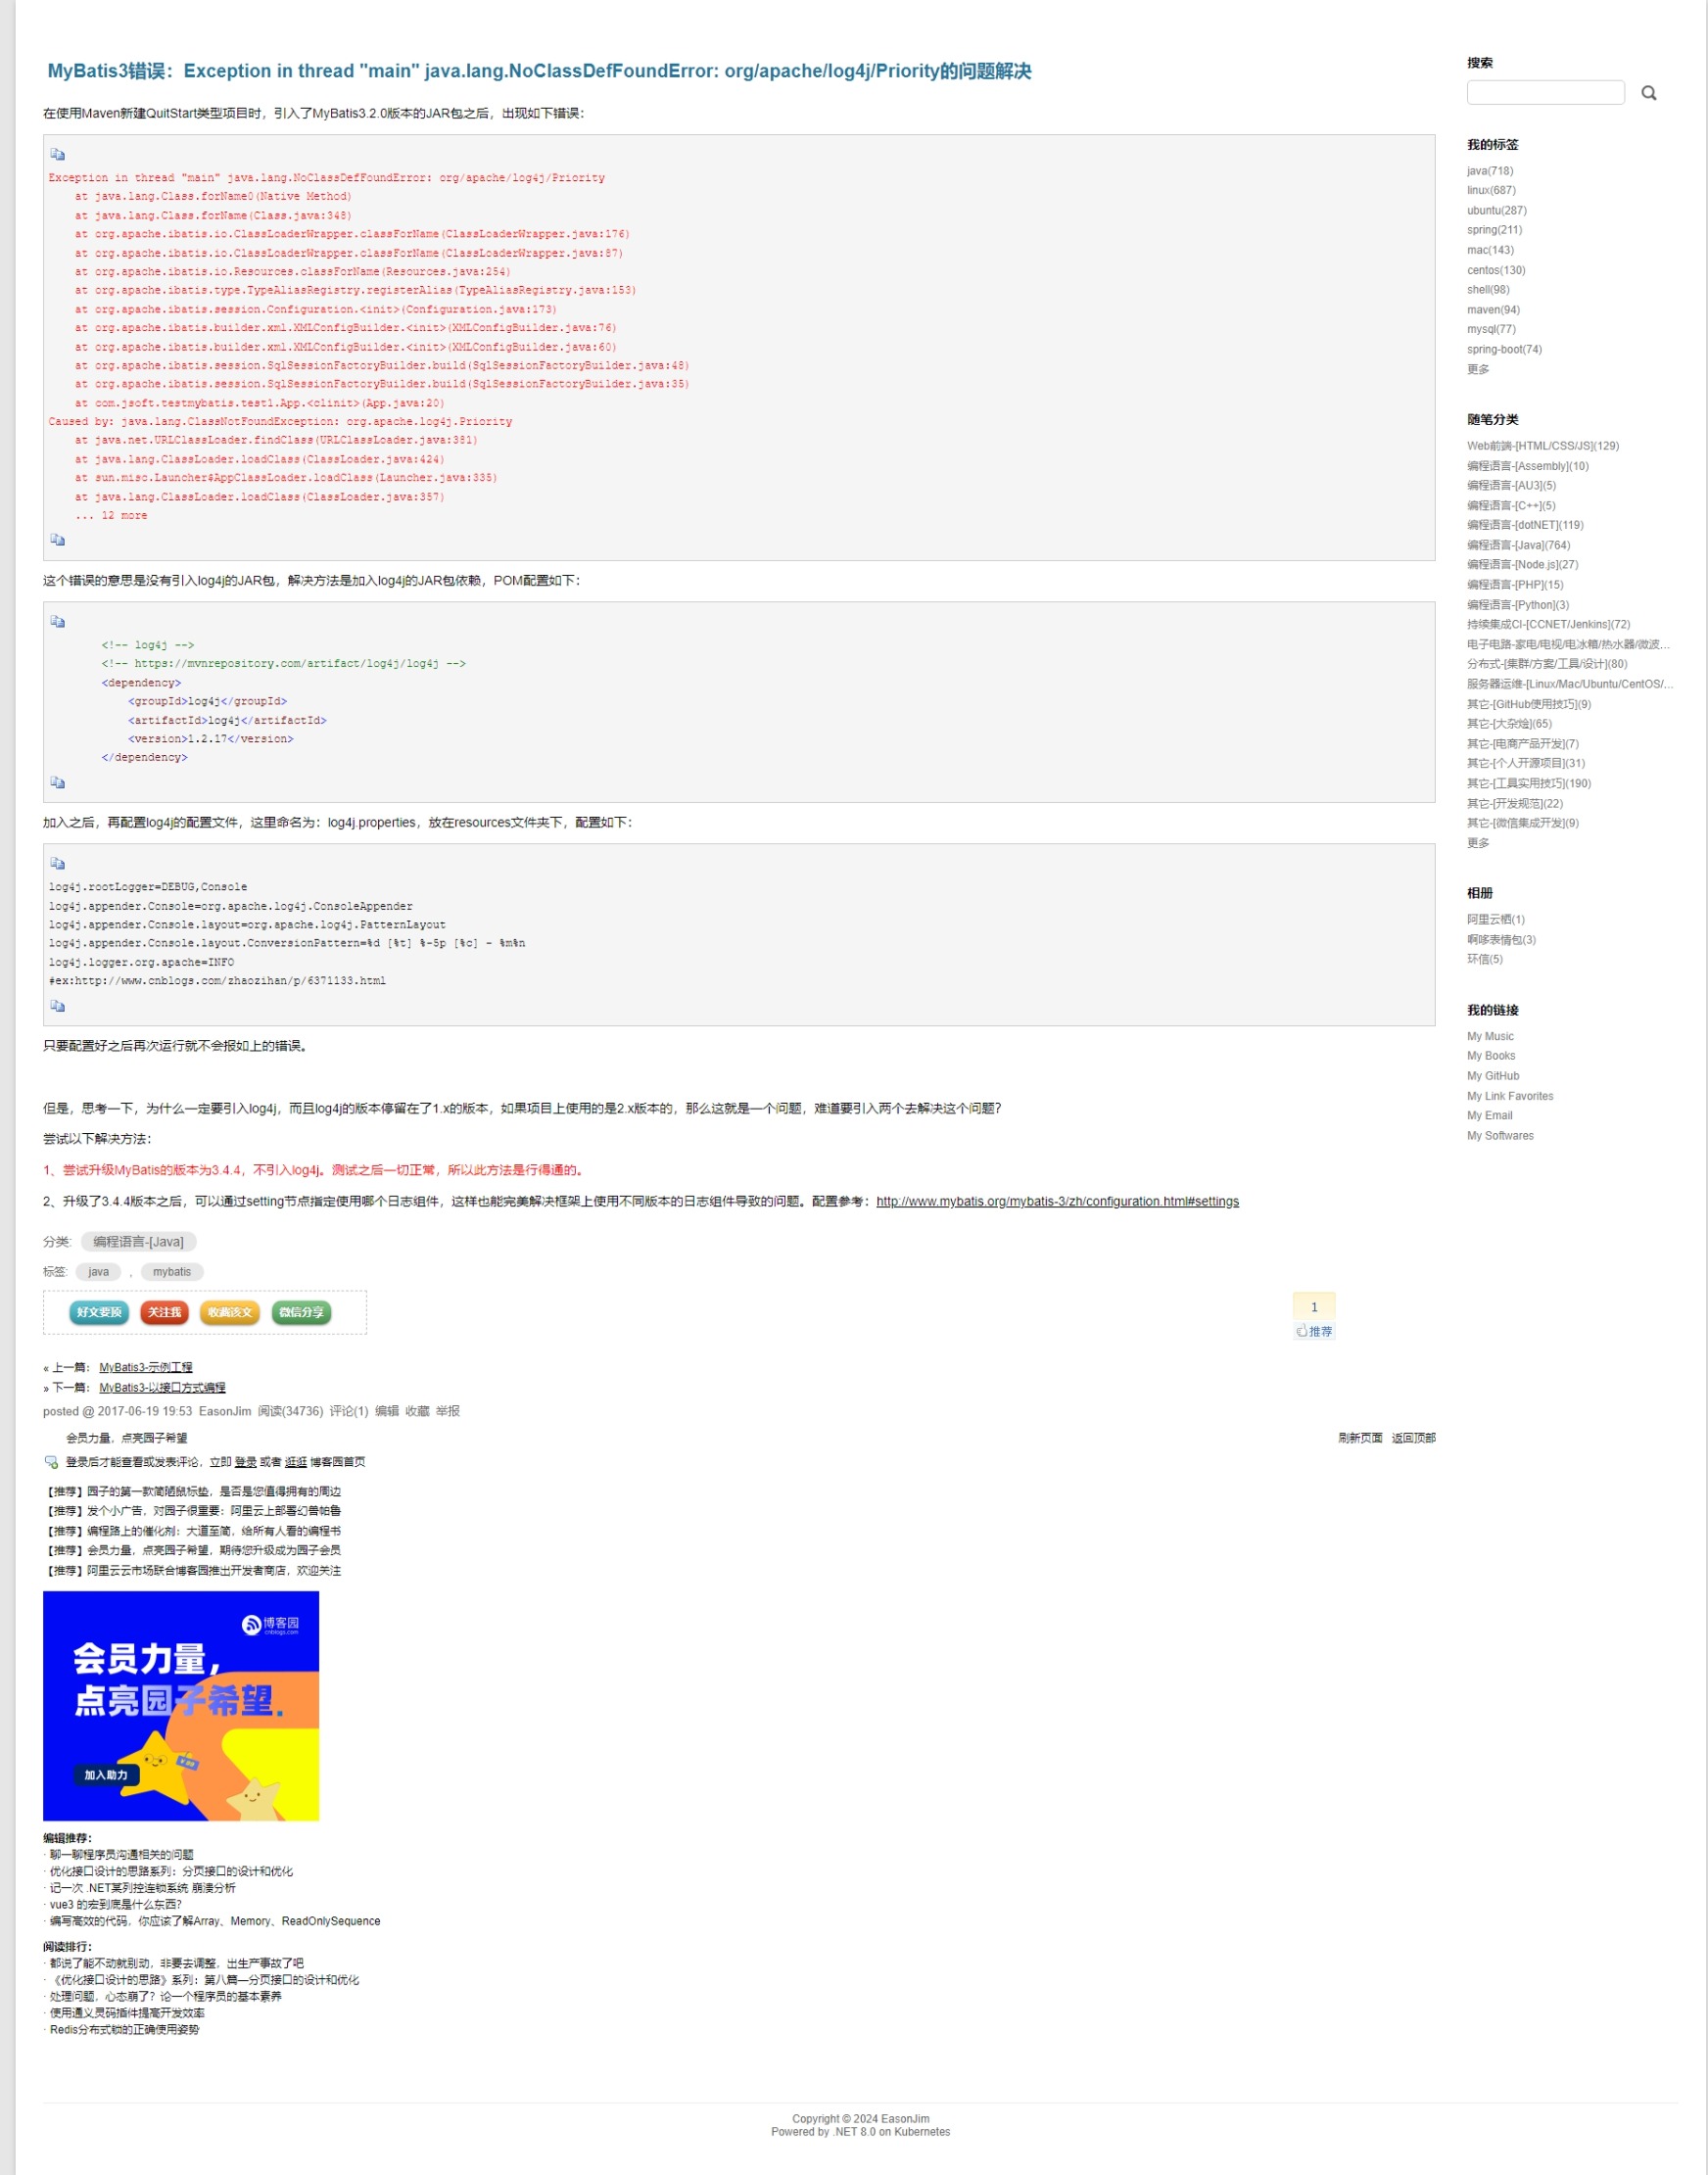 MyBatis3错误：Exception in thread "main" java.lang.NoClassDefFoundError: org/apache/log4j/Priority的问题解决
在使用Maven新建QuitStart类型项目时，引入了MyBatis3.2.0版本的JAR包之后，出现如下错误：
Exception in thread "main" java.lang.NoClassDefFoundError: org/apache/log4j/Priority
at java.lang.Class.forName0(Native Method)
at java.lang.Class.forName(Class.java:348)
at org.apache.ibatis.io.ClassLoaderWrapper.classForName(ClassLoaderWrapper.java:176)
at org.apache.ibatis.io.ClassLoaderWrapper.classForName(ClassLoaderWrapper.java:87)
at org.apache.ibatis.io.Resources.classForName(Resources.java:254)
at org.apache.ibatis.type.TypeAliasRegistry.registerAlias(TypeAliasRegistry.java:153)
at org.apache.ibatis.session.Configuration.<init>(Configuration.java:173)
at org.apache.ibatis.builder.xml.XMLConfigBuilder.<init>(XMLConfigBuilder.java:76)
at org.apache.ibatis.builder.xml.XMLConfigBuilder.<init>(XMLConfigBuilder.java:60)
at org.apache.ibatis.session.SqlSessionFactoryBuilder.build(SqlSessionFactoryBuilder.java:48)
at org.apache.ibatis.session.SqlSessionFactoryBuilder.build(SqlSessionFactoryBuilder.java:35)
at com.jsoft.testmybatis.test1.App.<clinit>(App.java:20)
Caused by: java.lang.ClassNotFoundException: org.apache.log4j.Priority
at java.net.URLClassLoader.findClass(URLClassLoader.java:381)
at java.lang.ClassLoader.loadClass(ClassLoader.java:424)
at sun.misc.Launcher$AppClassLoader.loadClass(Launcher.java:335)
at java.lang.ClassLoader.loadClass(ClassLoader.java:357)
... 12 more
这个错误的意思是没有引入log4j的JAR包，解决方法是加入log4j的JAR包依赖，POM配置如下：
<!-- log4j -->
<!-- https://mvnrepository.com/artifact/log4j/log4j -->
<dependency>
<groupId>log4j</groupId>
<artifactId>log4j</artifactId>
<version>1.2.17</version>
</dependency>
加入之后，再配置log4j的配置文件，这里命名为：log4j.properties，放在resources文件夹下，配置如下：
log4j.rootLogger=DEBUG,Console
log4j.appender.Console=org.apache.log4j.ConsoleAppender
log4j.appender.Console.layout=org.apache.log4j.PatternLayout
log4j.appender.Console.layout.ConversionPattern=%d [%t] %-5p [%c] - %m%n
log4j.logger.org.apache=INFO
#ex:http://www.cnblogs.com/zhaozihan/p/6371133.html
只要配置好之后再次运行就不会报如上的错误。
但是，思考一下，为什么一定要引入log4j，而且log4j的版本停留在了1.x的版本，如果项目上使用的是2.x版本的，那么这就是一个问题，难道要引入两个去解决这个问题？
尝试以下解决方法：
1、尝试升级MyBatis的版本为3.4.4，不引入log4j。测试之后一切正常，所以此方法是行得通的。
2、升级了3.4.4版本之后，可以通过setting节点指定使用哪个日志组件，这样也能完美解决框架上使用不同版本的日志组件导致的问题。配置参考：http://www.mybatis.org/mybatis-3/zh/configuration.html#settings
分类: 编程语言-[Java]
标签: java , mybatis
好文要顶 关注我 收藏该文 微信分享
1
推荐
« 上一篇： MyBatis3-示例工程
» 下一篇： MyBatis3-以接口方式编程
posted @ 2017-06-19 19:53 EasonJim 阅读(34736) 评论(1) 编辑 收藏 举报
会员力量，点亮园子希望
刷新页面 返回顶部
登录后才能查看或发表评论，立即 登录 或者 逛逛 博客园首页
【推荐】园子的第一款简晒鼠标垫，是否是您值得拥有的周边
【推荐】发个小广告，对园子很重要：阿里云上部署幻兽帕鲁
【推荐】编程路上的催化剂：大道至简，给所有人看的编程书
【推荐】会员力量，点亮园子希望，期待您升级成为园子会员
【推荐】阿里云云市场联合博客园推出开发者商店，欢迎关注
博客园
cnblogs.com
会员力量，
点亮园子希望.
加入助力
编辑推荐：
· 聊一聊程序员沟通相关的问题
· 优化接口设计的思路系列：分页接口的设计和优化
· 记一次 .NET某列控连锁系统 崩溃分析
· vue3 的宏到底是什么东西？
· 编写高效的代码，你应该了解Array、Memory、ReadOnlySequence
阅读排行：
· 都说了能不动就别动，非要去调整，出生产事故了吧
· 《优化接口设计的思路》系列：第八篇—分页接口的设计和优化
· 处理问题，心态崩了？论一个程序员的基本素养
· 使用通义灵码插件提高开发效率
· Redis分布式锁的正确使用姿势
搜索
我的标签
java(718)
linux(687)
ubuntu(287)
spring(211)
mac(143)
centos(130)
shell(98)
maven(94)
mysql(77)
spring-boot(74)
更多
随笔分类
Web前端-[HTML/CSS/JS](129)
编程语言-[Assembly](10)
编程语言-[AU3](5)
编程语言-[C++](5)
编程语言-[dotNET](119)
编程语言-[Java](764)
编程语言-[Node.js](27)
编程语言-[PHP](15)
编程语言-[Python](3)
持续集成CI-[CCNET/Jenkins](72)
电子电路-家电/电视/电冰箱/热水器/微波...
分布式-[集群/方案/工具/设计](80)
服务器运维-[Linux/Mac/Ubuntu/CentOS/...
其它-[GitHub使用技巧](9)
其它-[大杂烩](65)
其它-[电商产品开发](7)
其它-[个人开源项目](31)
其它-[工具实用技巧](190)
其它-[开发规范](22)
其它-[微信集成开发](9)
更多
相册
阿里云栖(1)
啊哆表情包(3)
环信(5)
我的链接
My Music
My Books
My GitHub
My Link Favorites
My Email
My Softwares
Copyright © 2024 EasonJim
Powered by .NET 8.0 on Kubernetes